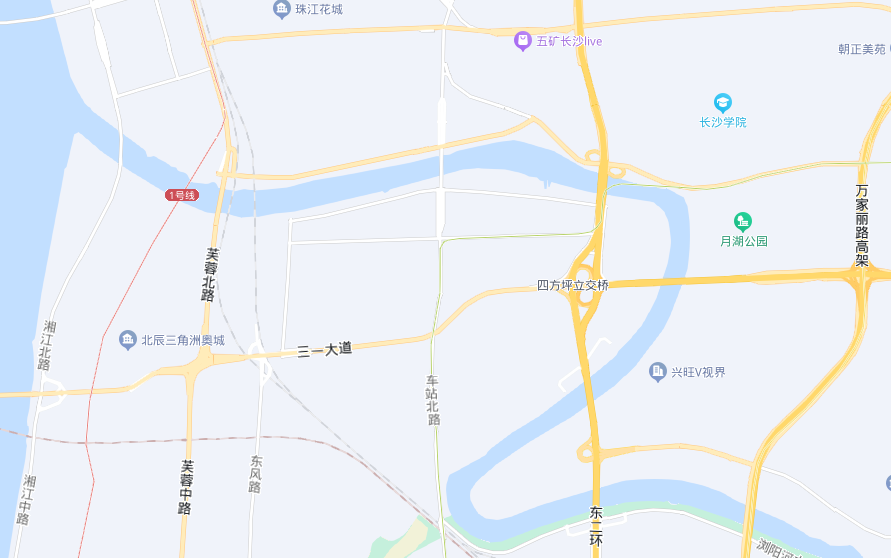 珠江花城
五矿长沙live
朝正美苑
长沙学院
1号线
万家丽路高架
月湖公园
芙蓉北路
四方坪立交桥
湘江北路
北辰三角洲奥城
三一大道
兴旺V视界
车站北路
东风路
芙蓉中路
湘江中路
东二环
浏阳河